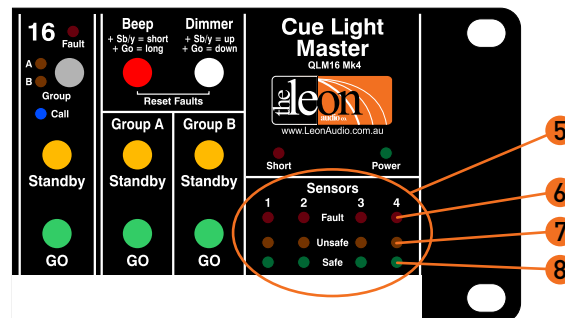 16
Fault
A
B
Group
Call
Standby
GO
Beep
+ Sb/y = short
+ Go = long
Dimmer
+ Sb/y = up
+ Go = down
Reset Faults
Group A
Standby
GO
Group B
Standby
GO
Cue Light
Master
QLM16 Mk4
the leon
audio co
www.LeonAudio.com.au
Short
Power
Sensors
1 2 3 4
Fault
Unsafe
Safe
5
6
7
8